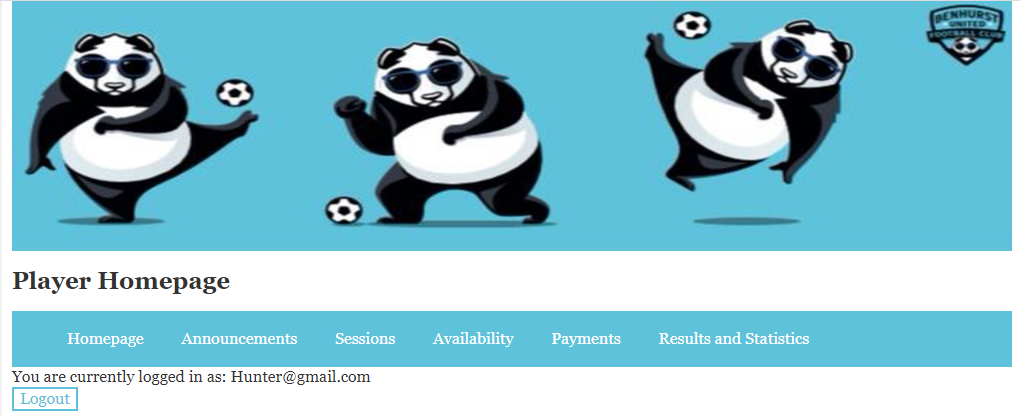 BENHURST
UNITED
FOOTBALL CLUB
Player Homepage
Homepage Announcements Sessions Availability Payments Results and Statistics
You are currently logged in as: Hunter@gmail.com
Logout